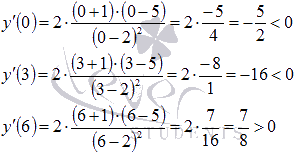 y′(0) = 2·((0+1)·(0−5))/((0−2)²) = 2·(−5)/4 = −5/2 < 0
y′(3) = 2·((3+1)·(3−5))/((3−2)²) = 2·(−8)/1 = −16 < 0
y′(6) = 2·((6+1)·(6−5))/((6−2)²) = 2·7/16 = 7/8 > 0